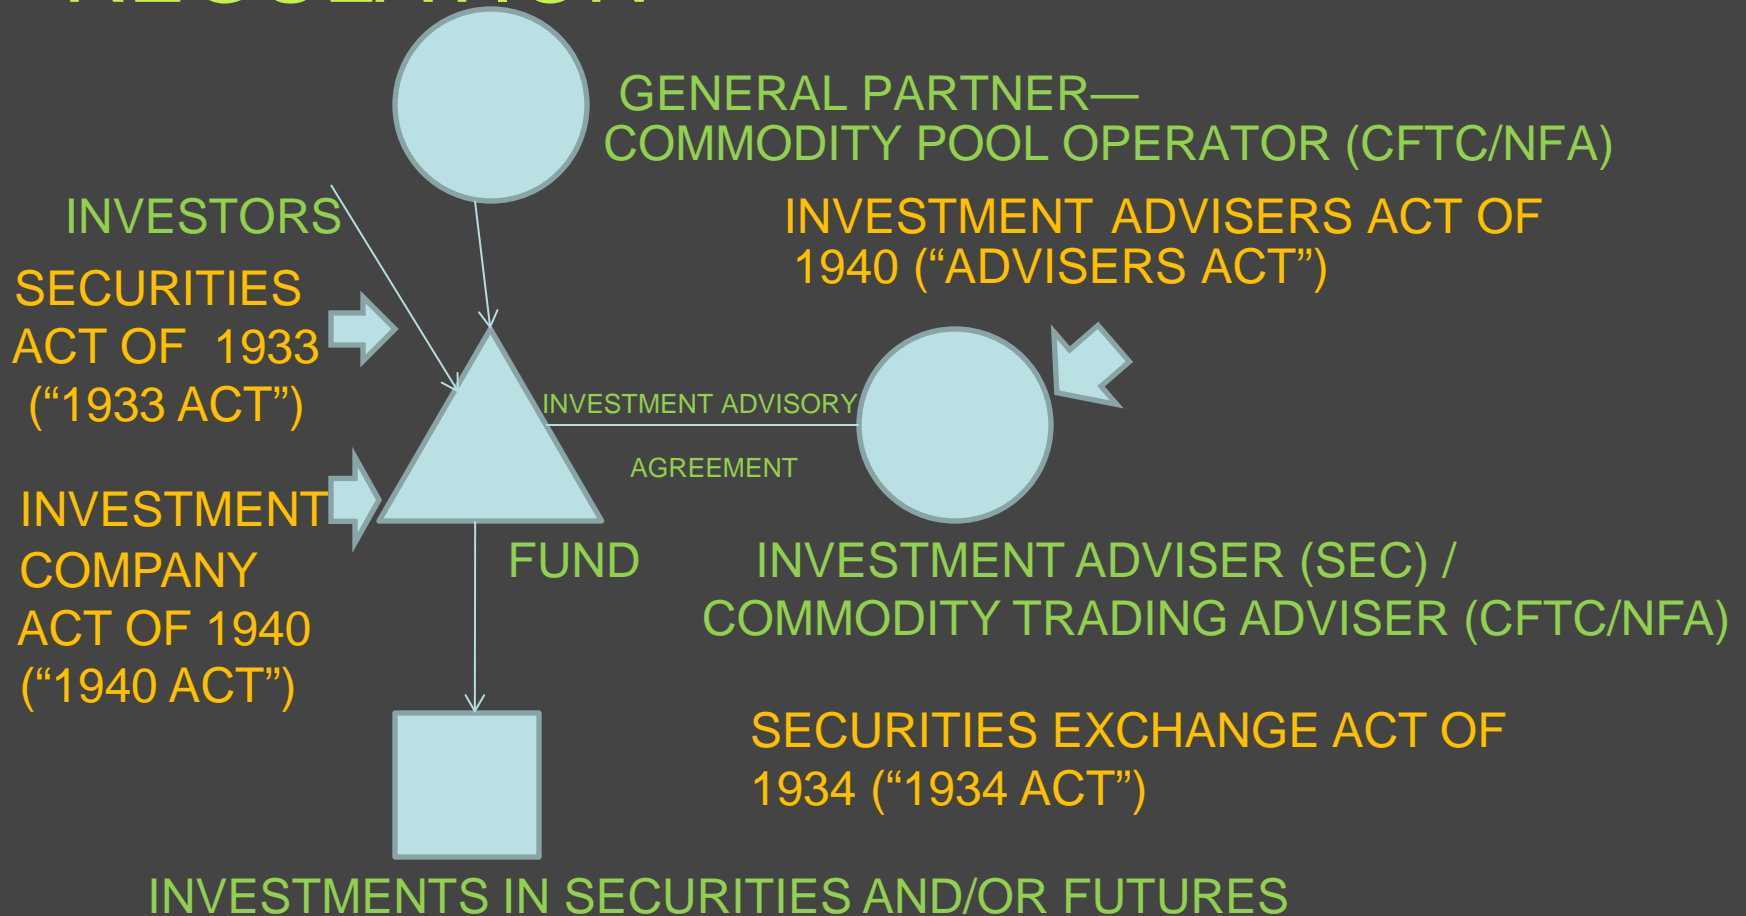 REGULATION
GENERAL PARTNER—
COMMODITY POOL OPERATOR (CFTC/NFA)
INVESTORS
INVESTMENT ADVISERS ACT OF
1940 (“ADVISERS ACT”)
SECURITIES
ACT OF 1933
(“1933 ACT”)
INVESTMENT ADVISORY
AGREEMENT
INVESTMENT
COMPANY
ACT OF 1940
(“1940 ACT”)
FUND
INVESTMENT ADVISER (SEC) /
COMMODITY TRADING ADVISER (CFTC/NFA)
SECURITIES EXCHANGE ACT OF
1934 (“1934 ACT”)
INVESTMENTS IN SECURITIES AND/OR FUTURES